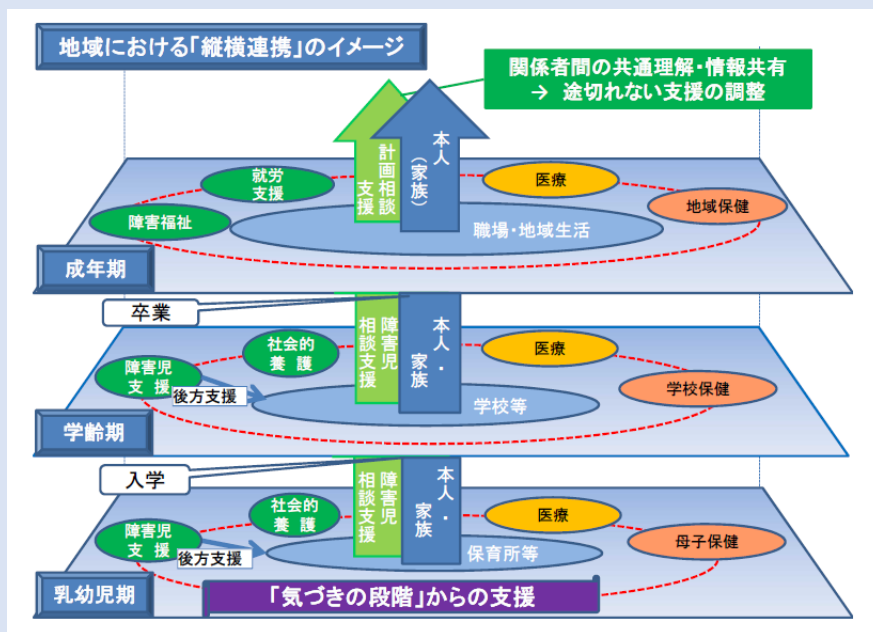 地域における「縦横連携」のイメージ
関係者間の共通理解・情報共有
→ 途切れない支援の調整
本人
（家族）
計画相談
支援
就労
支援
医療
障害福祉
地域保健
職場・地域生活
成年期
卒業
本人・
家族
障害児
相談支援
社会的
養護
医療
障害児
支援
後方支援
学校保健
学校等
学齢期
入学
本人・
家族
障害児
相談支援
社会的
養護
医療
障害児
支援
後方支援
母子保健
保育所等
乳幼児期
「気づきの段階」からの支援